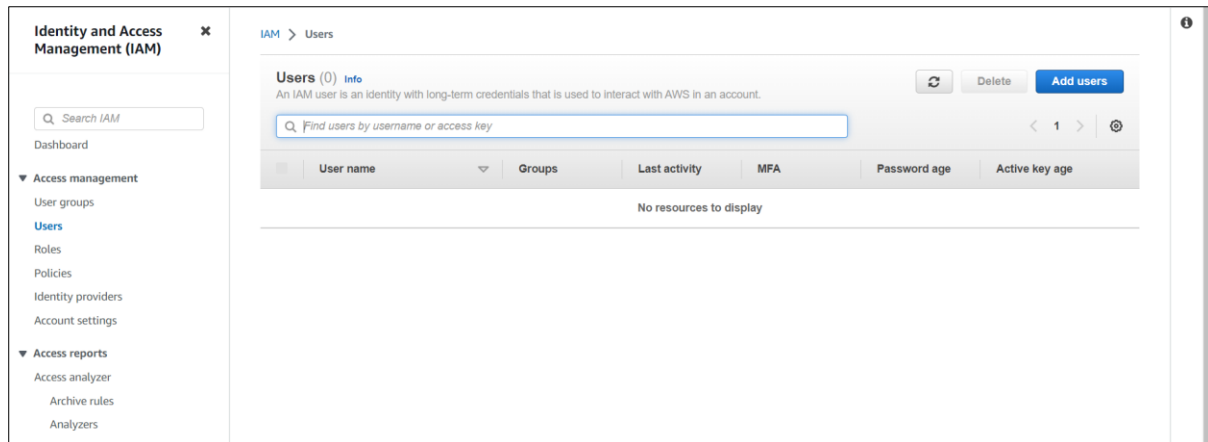 Identity and Access
Management (IAM)
Search IAM
Dashboard
Access management
User groups
Users
Roles
Policies
Identity providers
Account settings
Access reports
Access analyzer
Archive rules
Analyzers
IAM > Users
Users (0) Info
An IAM user is an identity with long-term credentials that is used to interact with AWS in an account.
Delete
Add users
Find users by username or access key
< 1 >
User name Groups Last activity MFA Password age Active key age
No resources to display